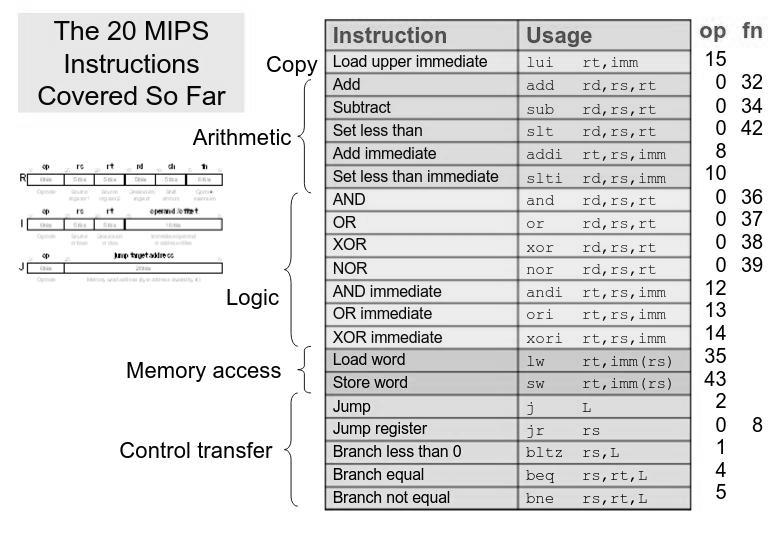 The 20 MIPS
Instructions
Covered So Far
Instruction Usage op fn
Copy Load upper immediate lui rt,imm 15
Arithmetic
Add add rd,rs,rt 0 32
Subtract sub rd,rs,rt 0 34
Set less than slt rd,rs,rt 0 42
Add immediate addi rt,rs,imm 8
Set less than immediate slti rd,rs,imm 10
Logic
AND and rd,rs,rt 0 36
OR or rd,rs,rt 0 37
XOR xor rd,rs,rt 0 38
NOR nor rd,rs,rt 0 39
AND immediate andi rt,rs,imm 12
OR immediate ori rt,rs,imm 13
XOR immediate xori rt,rs,imm 14
Memory access
Load word lw rt,imm(rs) 35
Store word sw rt,imm(rs) 43
Control transfer
Jump j L 2
Jump register jr rs 0 8
Branch less than 0 bltz rs,L 1
Branch equal beq rs,rt,L 4
Branch not equal bne rs,rt,L 5
op rs rt rd sh fn
R
op rs rt operand / offset
I
op jump target address
J